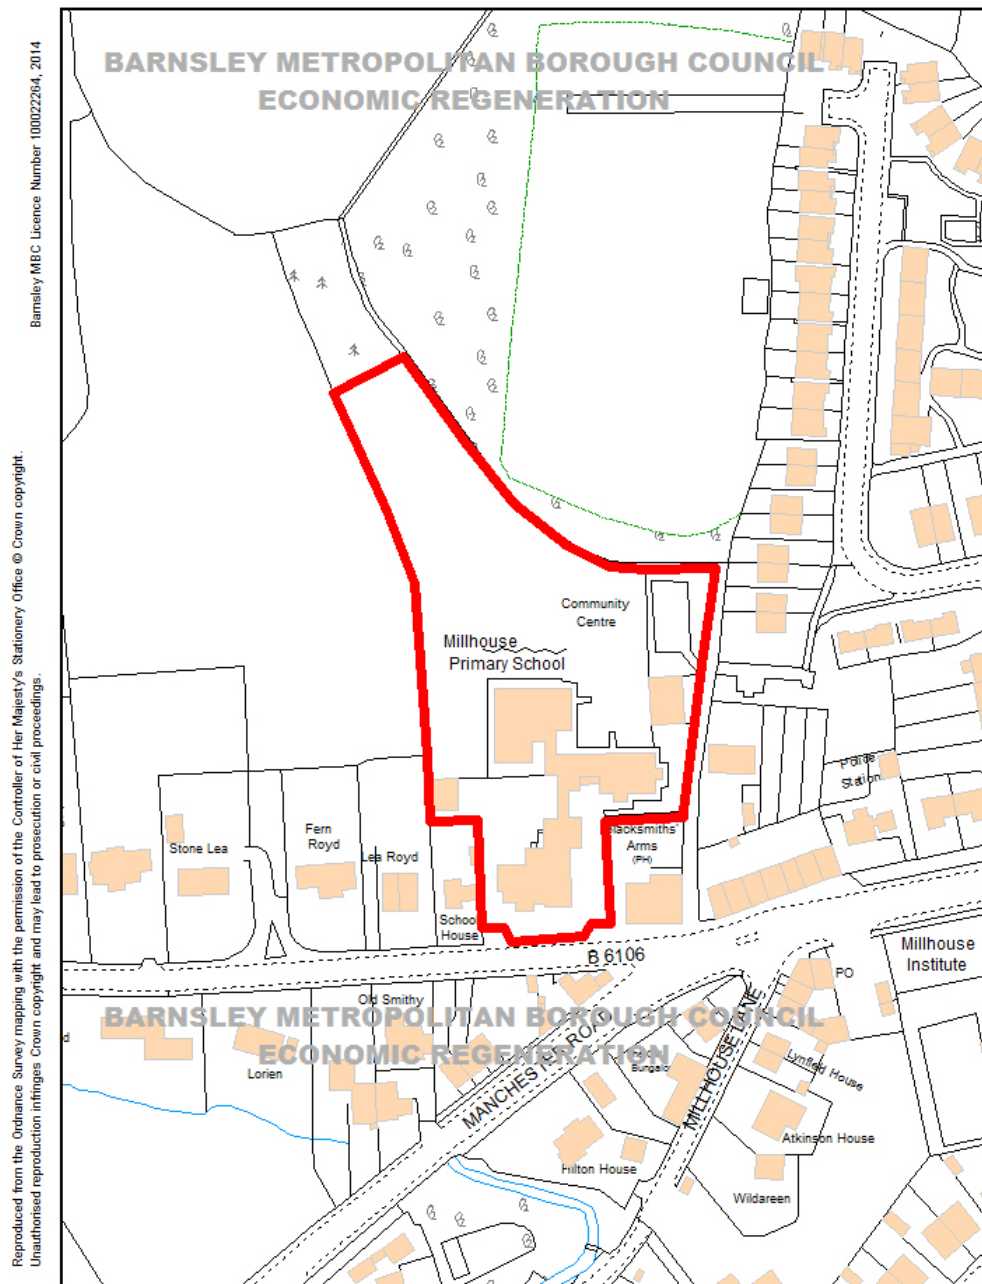 BARNSLEY METROPOLITAN BOROUGH COUNCIL
ECONOMIC REGENERATION
Barnsley MBC Licence Number 100022264, 2014
Reproduced from the Ordnance Survey mapping with the permission of the Controller of Her Majesty's Stationery Office © Crown copyright.
Unauthorised reproduction infringes Crown copyright and may lead to prosecution or civil proceedings.
Community
Centre
Millhouse
Primary School
Police
Station
Stone Lea
Fern
Royd
Lea Royd
Blacksmiths'
Arms
(PH)
School
House
B 6106
Millhouse
Institute
PO
Old Smithy
BARNSLEY METROPOLITAN BOROUGH COUNCIL
ECONOMIC REGENERATION
Lorien
MANCHESTER ROAD
MILLHOUSE LANE
Lynfield House
Atkinson House
Hilton House
Wildareen